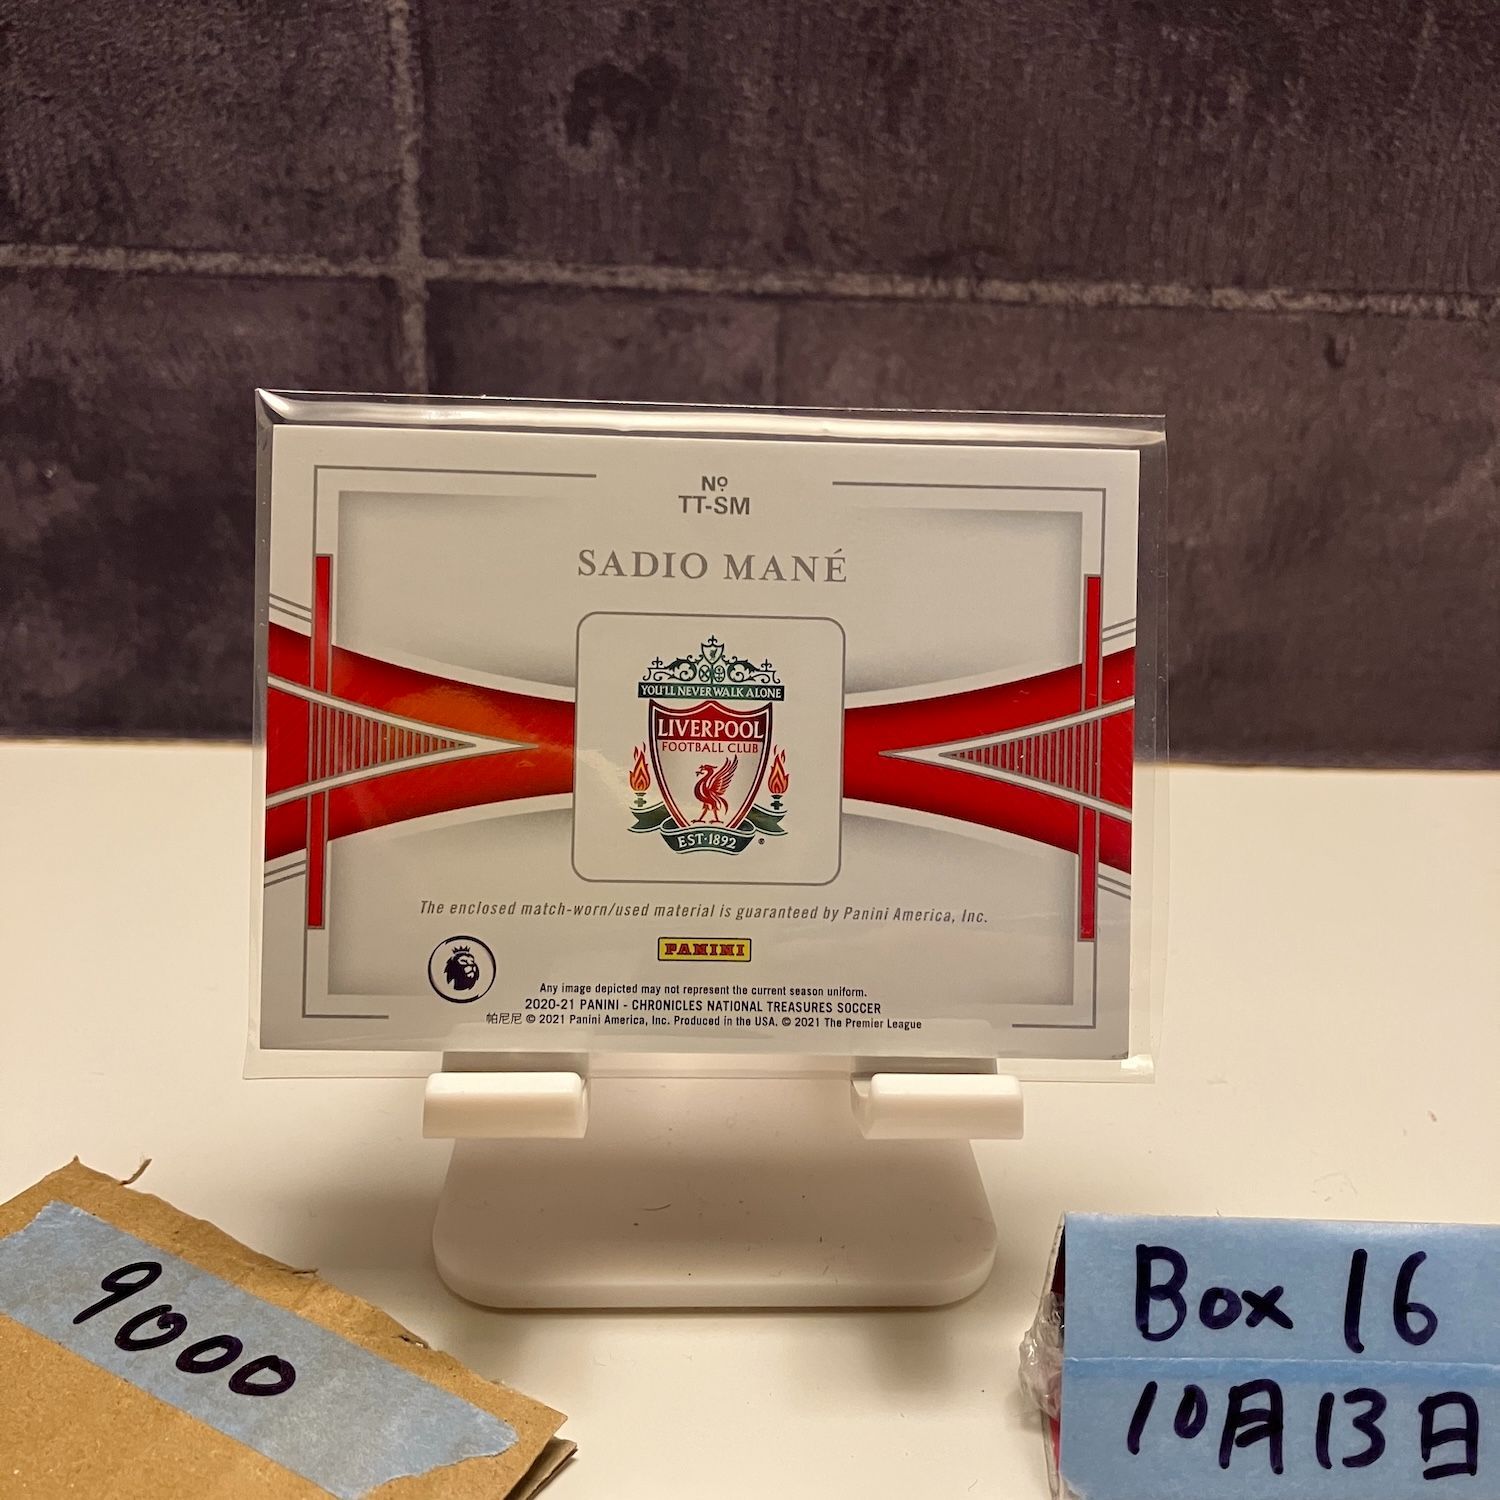 Nº
TT-SM
SADIO MANÉ
YOU'LL NEVER WALK ALONE
LIVERPOOL
FOOTBALL CLUB
EST·1892
®
The enclosed match-worn/used material is guaranteed by Panini America, Inc.
PANINI
Any image depicted may not represent the current season uniform.
2020-21 PANINI - CHRONICLES NATIONAL TREASURES SOCCER
帕尼尼 © 2021 Panini America, Inc. Produced in the USA. © 2021 The Premier League
9000
Box 16
10月13日